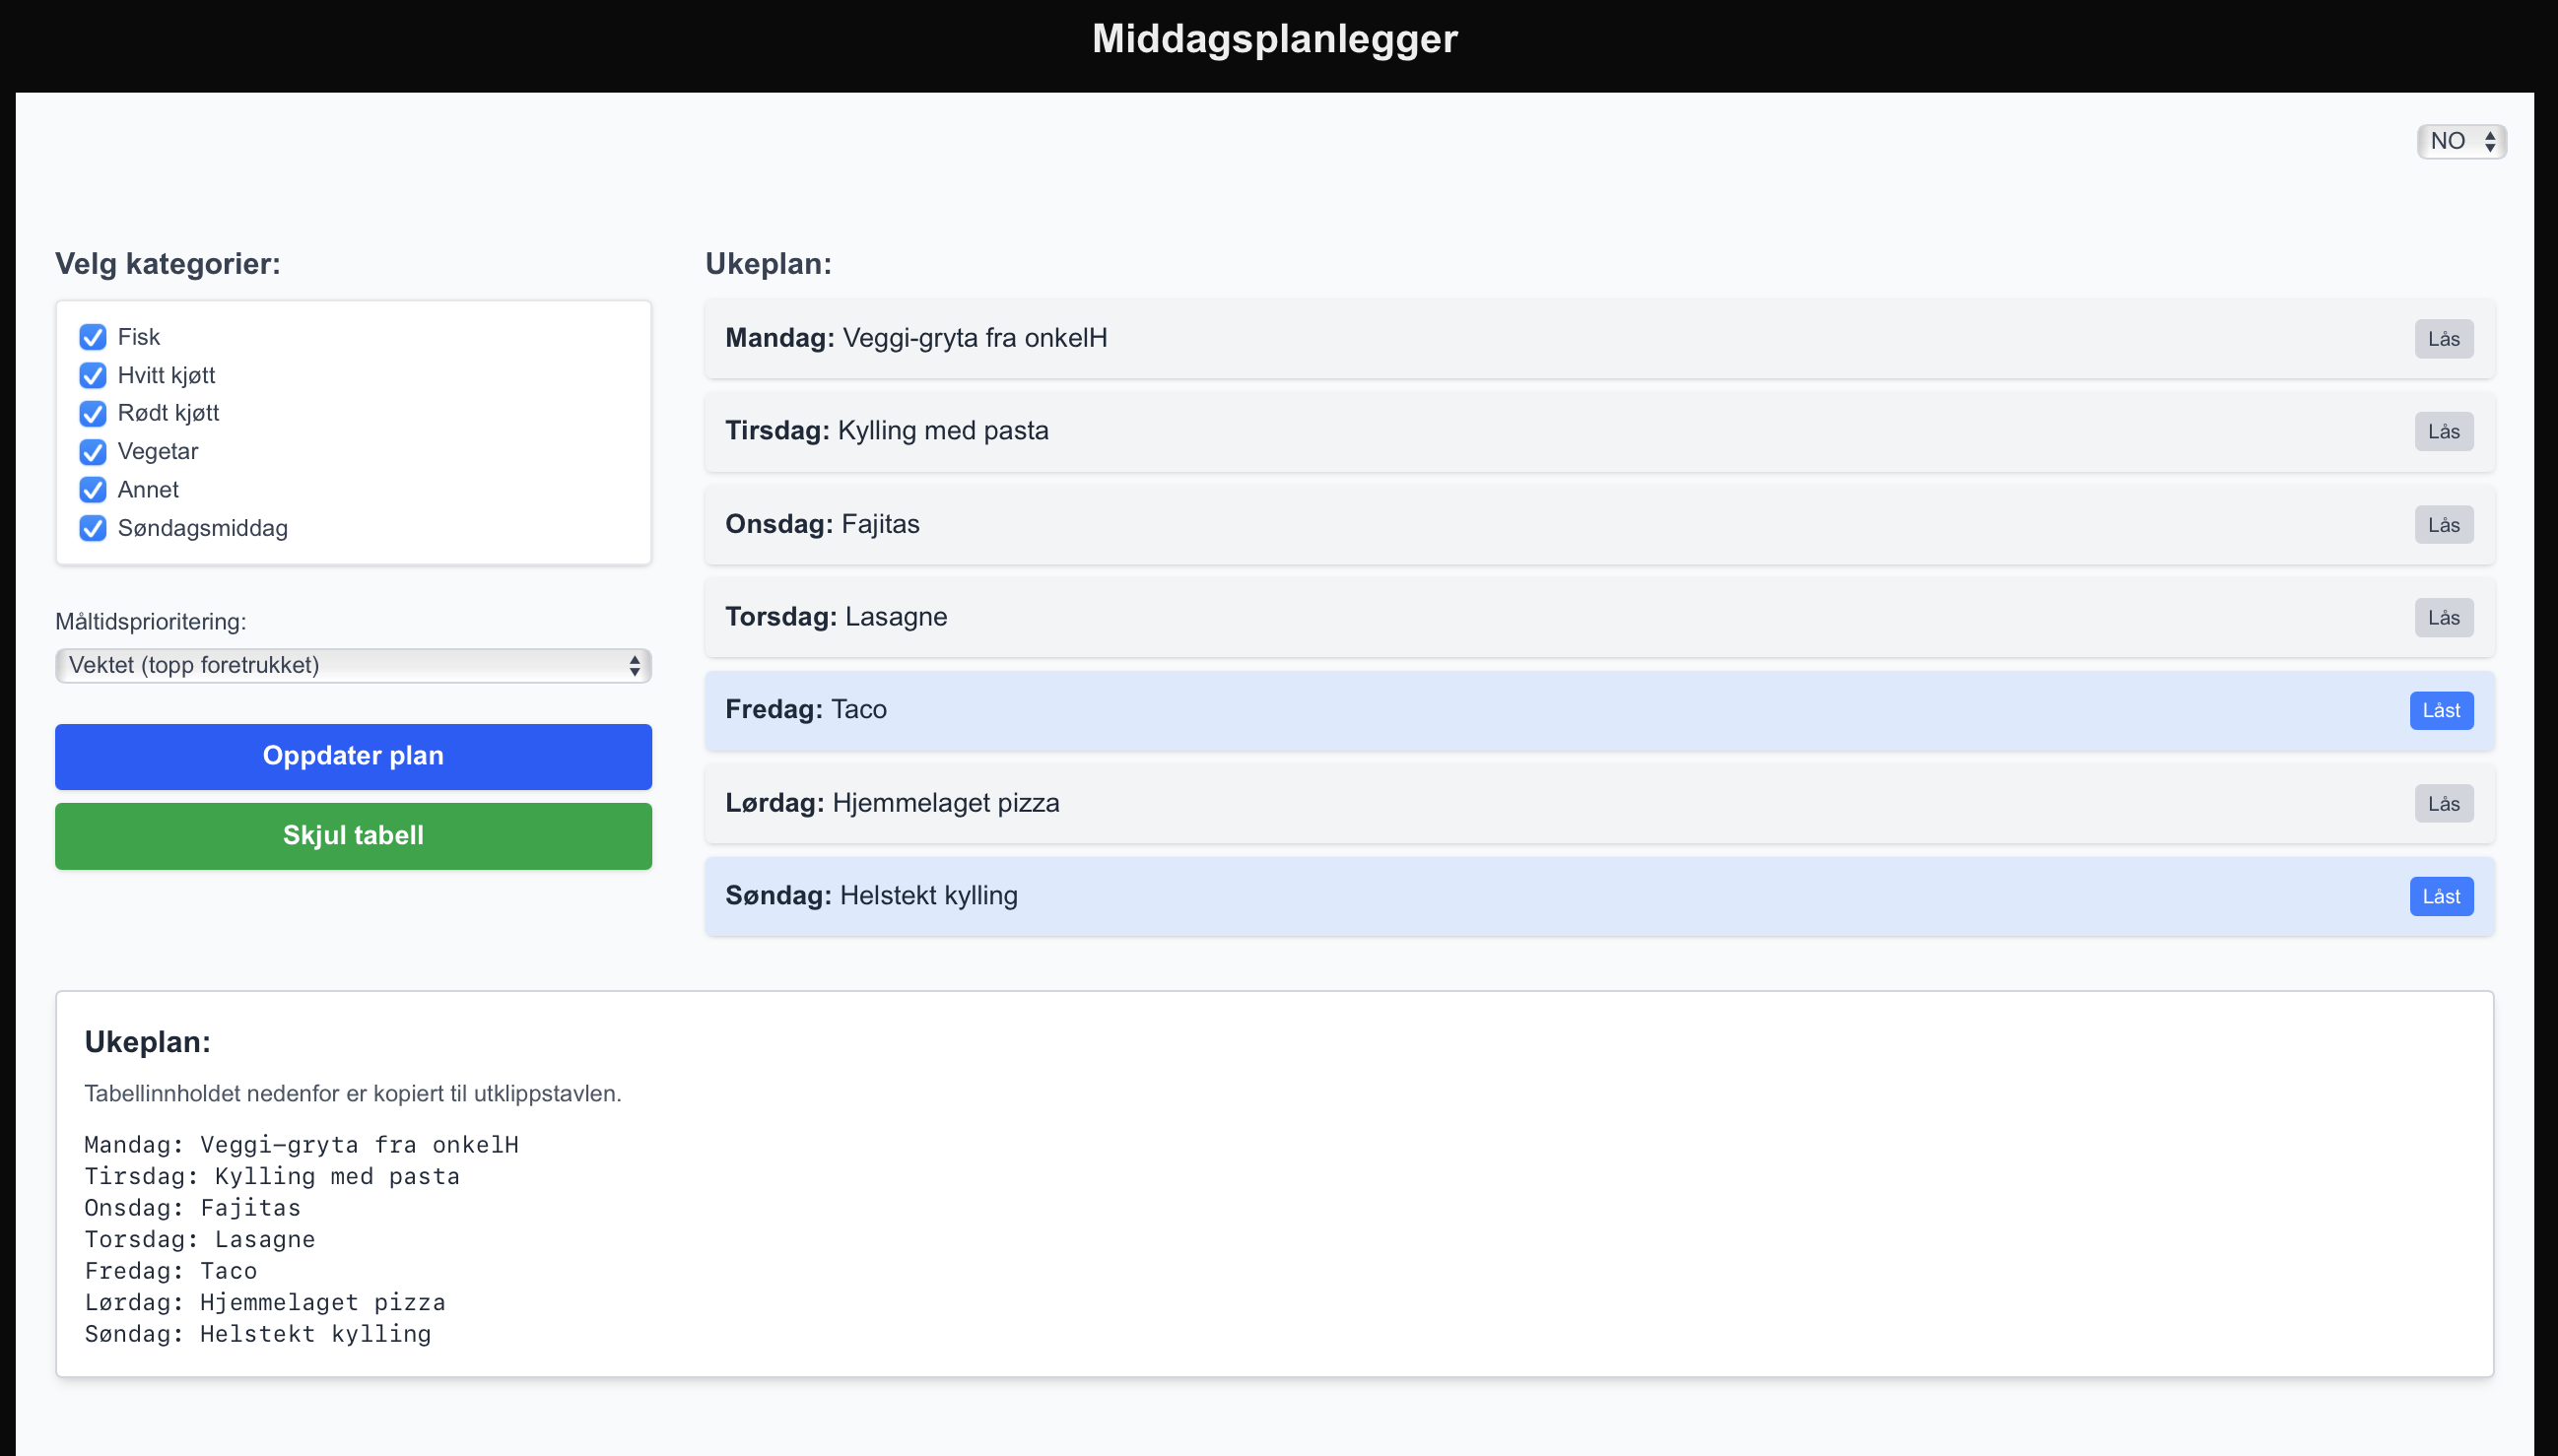 Middagsplanlegger
NO
Velg kategorier:
Fisk
Hvitt kjøtt
Rødt kjøtt
Vegetar
Annet
Søndagsmiddag
Måltidsprioritering:
Vektet (topp foretrukket)
Oppdater plan
Skjul tabell
Ukeplan:
Mandag: Veggi-gryta fra onkelH Lås
Tirsdag: Kylling med pasta Lås
Onsdag: Fajitas Lås
Torsdag: Lasagne Lås
Fredag: Taco Låst
Lørdag: Hjemmelaget pizza Lås
Søndag: Helstekt kylling Låst
Ukeplan:
Tabellinnholdet nedenfor er kopiert til utklippstavlen.
Mandag: Veggi-gryta fra onkelH
Tirsdag: Kylling med pasta
Onsdag: Fajitas
Torsdag: Lasagne
Fredag: Taco
Lørdag: Hjemmelaget pizza
Søndag: Helstekt kylling